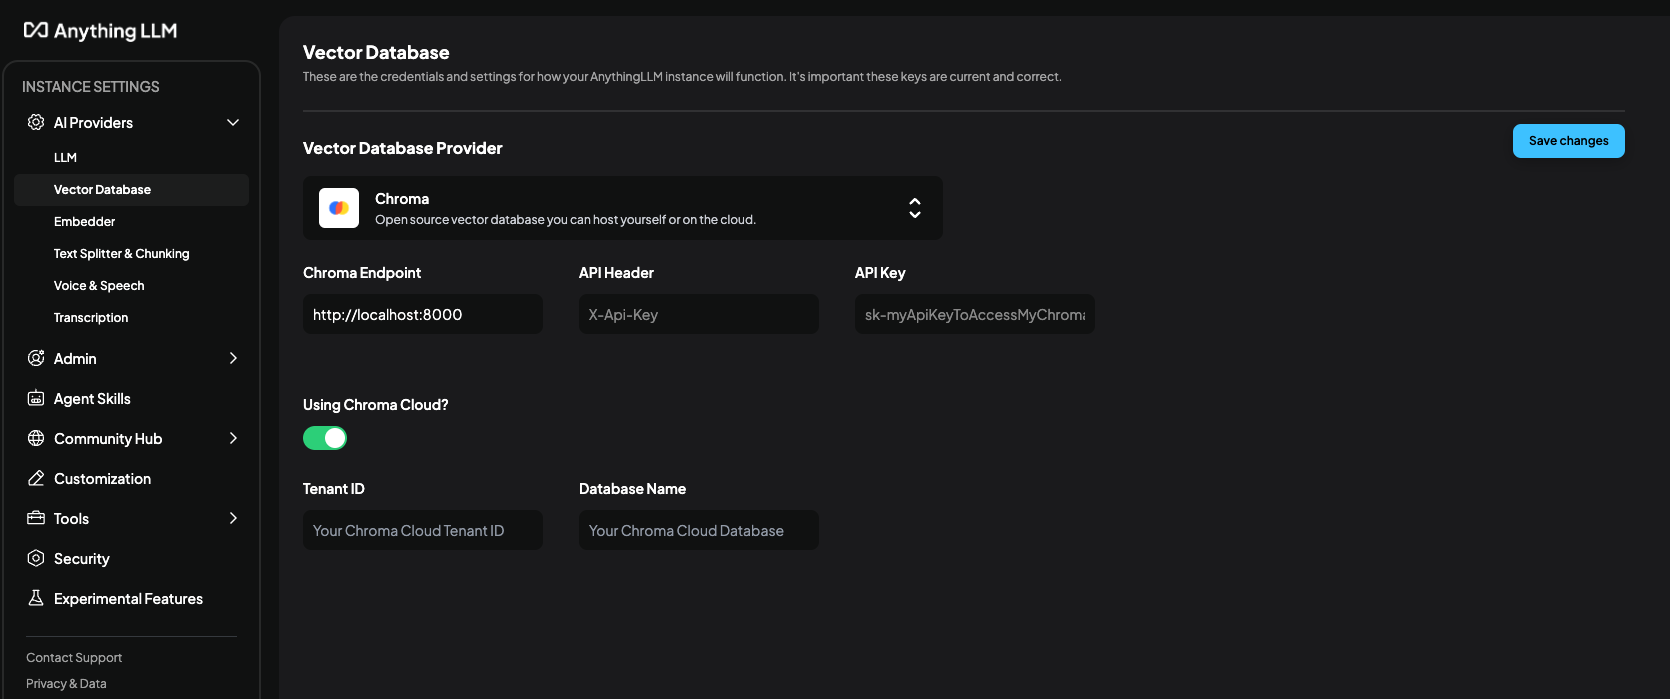 Anything LLM
INSTANCE SETTINGS
AI Providers
LLM
Vector Database
Embedder
Text Splitter & Chunking
Voice & Speech
Transcription
Admin
Agent Skills
Community Hub
Customization
Tools
Security
Experimental Features
Contact Support
Privacy & Data
Vector Database
These are the credentials and settings for how your AnythingLLM instance will function. It's important these keys are current and correct.
Save changes
Vector Database Provider
Chroma
Open source vector database you can host yourself or on the cloud.
Chroma Endpoint
API Header
API Key
http://localhost:8000
X-Api-Key
sk-myApiKeyToAccessMyChroma
Using Chroma Cloud?
Tenant ID
Database Name
Your Chroma Cloud Tenant ID
Your Chroma Cloud Database